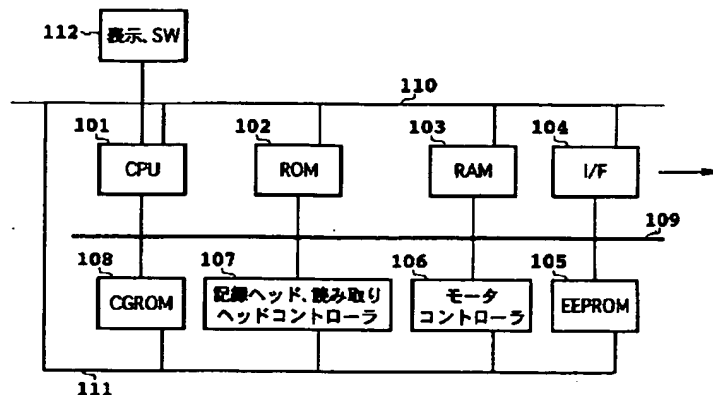 112
表示、SW
110
101
102
103
104
CPU
ROM
RAM
I/F
109
108
107
106
105
CGROM
記録ヘッド、読み取り
ヘッドコントローラ
モータ
コントローラ
EEPROM
111